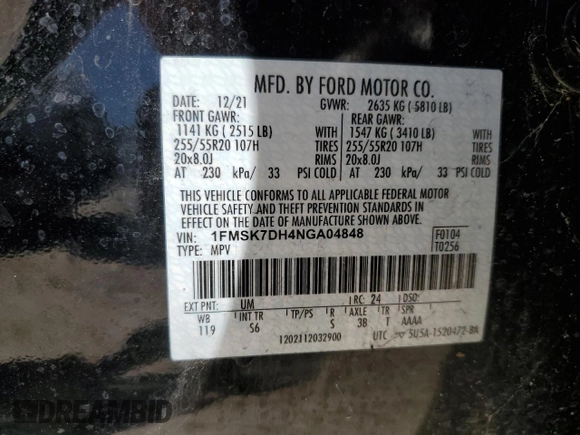 MFD. BY FORD MOTOR CO.
DATE: 12/21 GVWR: 2635 KG ( 5810 LB)
FRONT GAWR: REAR GAWR:
1141 KG ( 2515 LB) WITH 1547 KG ( 3410 LB) WITH
255/55R20 107H TIRES 255/55R20 107H TIRES
20x8.0J RIMS 20x8.0J RIMS
AT 230 kPa/ 33 PSI COLD AT 230 kPa/ 33 PSI COLD
THIS VEHICLE CONFORMS TO ALL APPLICABLE FEDERAL MOTOR
VEHICLE SAFETY AND THEFT PREVENTION STANDARDS IN
EFFECT ON THE DATE OF MANUFACTURE SHOWN ABOVE.
VIN: 1FMSK7DH4NGA04848 F0104
TYPE: MPV T0256
EXT PNT: UM RC: 24 DSO:
WB INT TR TP/PS R AXLE TR SPR
119 S6 S 3B T AAAA
1202112032900 UTC 5U5A-1520472-BA
DREAMBID